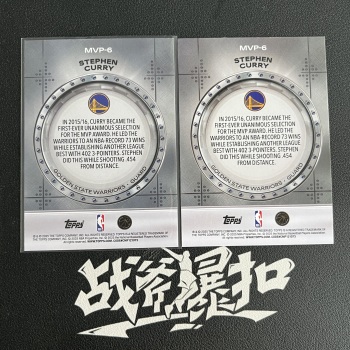 MVP-6
STEPHEN
CURRY
IN 2015/16, CURRY BECAME THE
FIRST-EVER UNANIMOUS SELECTION
FOR THE MVP AWARD. HE LED THE
WARRIORS TO AN NBA-RECORD 73 WINS
WHILE ESTABLISHING ANOTHER LEAGUE
BEST WITH 402 3-POINTERS. STEPHEN
DID THIS WHILE SHOOTING .454
FROM DISTANCE.
GOLDEN STATE WARRIORS • GUARD
Topps
NBA
MVP-6
STEPHEN
CURRY
IN 2015/16, CURRY BECAME THE
FIRST-EVER UNANIMOUS SELECTION
FOR THE MVP AWARD. HE LED THE
WARRIORS TO AN NBA-RECORD 73 WINS
WHILE ESTABLISHING ANOTHER LEAGUE
BEST WITH 402 3-POINTERS. STEPHEN
DID THIS WHILE SHOOTING .454
FROM DISTANCE.
GOLDEN STATE WARRIORS • GUARD
Topps
NBA
战斧爆扣